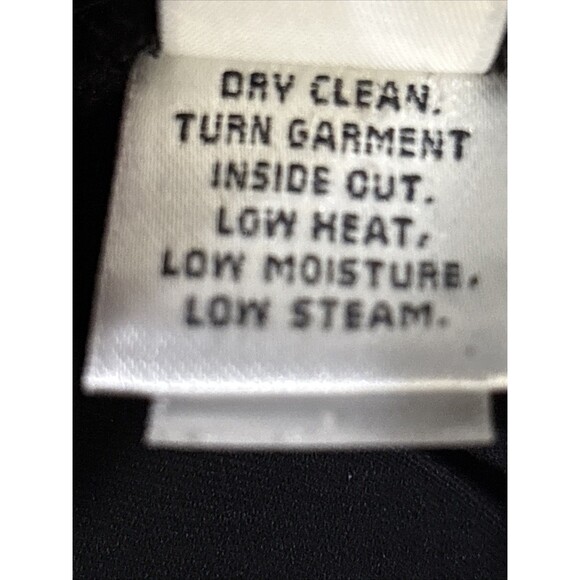 DRY CLEAN.
TURN GARMENT
INSIDE OUT.
LOW HEAT,
LOW MOISTURE,
LOW STEAM.